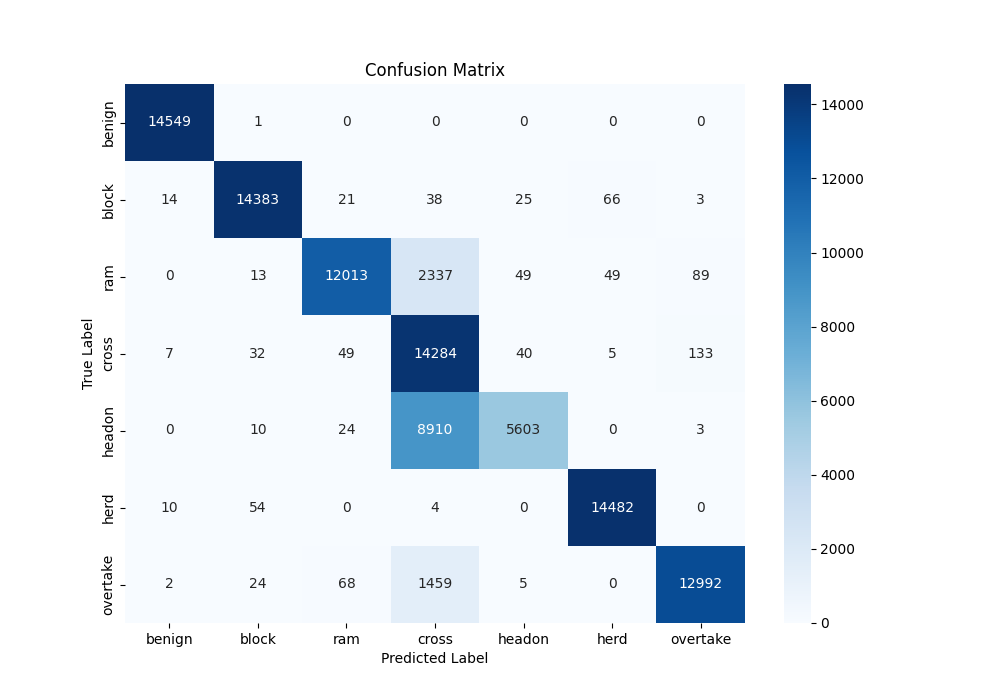 Confusion Matrix
benign 14549 1 0 0 0 0 0
block 14 14383 21 38 25 66 3
ram 0 13 12013 2337 49 49 89
cross 7 32 49 14284 40 5 133
headon 0 10 24 8910 5603 0 3
herd 10 54 0 4 0 14482 0
overtake 2 24 68 1459 5 0 12992
benign block ram cross headon herd overtake
Predicted Label
True Label
14000
12000
10000
8000
6000
4000
2000
0